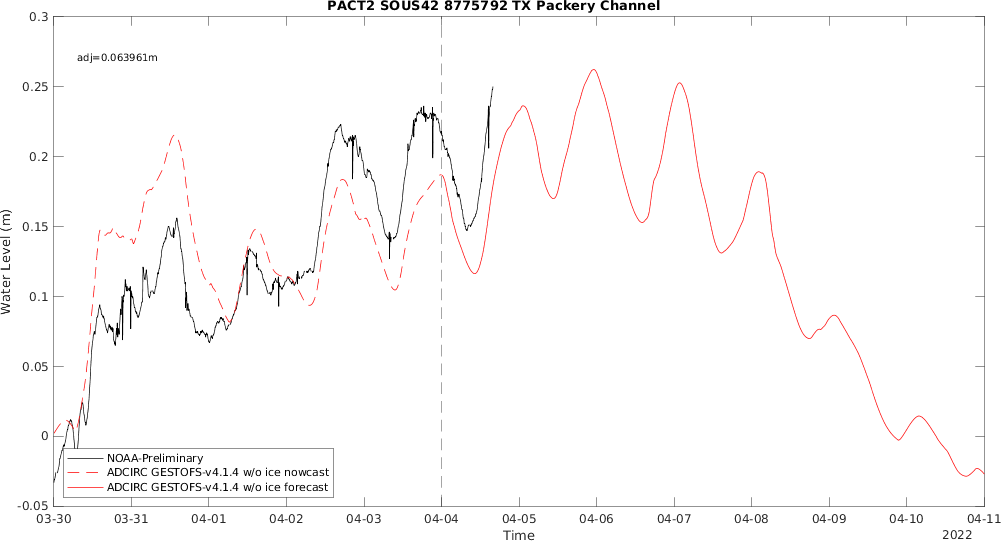 PACT2 SOUS42 8775792 TX Packery Channel
0.3
adj=0.063961m
0.25
0.2
0.15
0.1
0.05
0
-0.05
Water Level (m)
NOAA-Preliminary
ADCIRC GESTOFS-v4.1.4 w/o ice nowcast
ADCIRC GESTOFS-v4.1.4 w/o ice forecast
03-30 03-31 04-01 04-02 04-03 04-04 04-05 04-06 04-07 04-08 04-09 04-10 04-11
Time
2022